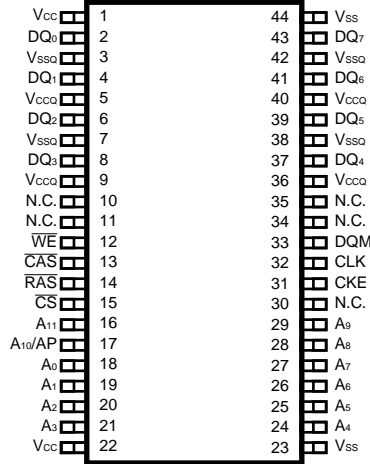 VCC 1 44 VSS
DQ0 2 43 DQ7
VSSQ 3 42 VSSQ
DQ1 4 41 DQ6
VCCQ 5 40 VCCQ
DQ2 6 39 DQ5
VSSQ 7 38 VSSQ
DQ3 8 37 DQ4
VCCQ 9 36 VCCQ
N.C. 10 35 N.C.
N.C. 11 34 N.C.
WE 12 33 DQM
CAS 13 32 CLK
RAS 14 31 CKE
CS 15 30 N.C.
A11 16 29 A9
A10/AP 17 28 A8
A0 18 27 A7
A1 19 26 A6
A2 20 25 A5
A3 21 24 A4
VCC 22 23 VSS